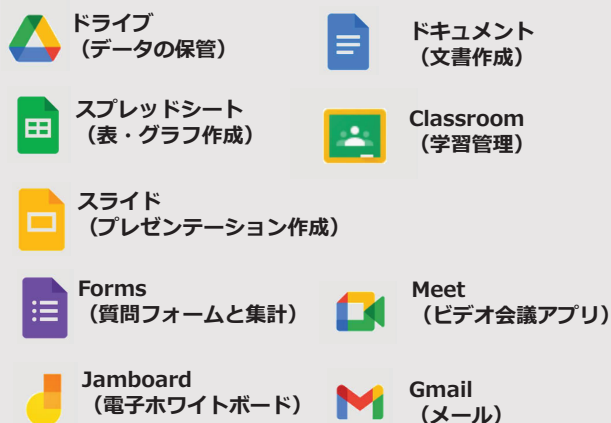 ドライブ
（データの保管）
ドキュメント
（文書作成）
スプレッドシート
（表・グラフ作成）
Classroom
（学習管理）
スライド
（プレゼンテーション作成）
Forms
（質問フォームと集計）
Meet
（ビデオ会議アプリ）
Jamboard
（電子ホワイトボード）
Gmail
（メール）